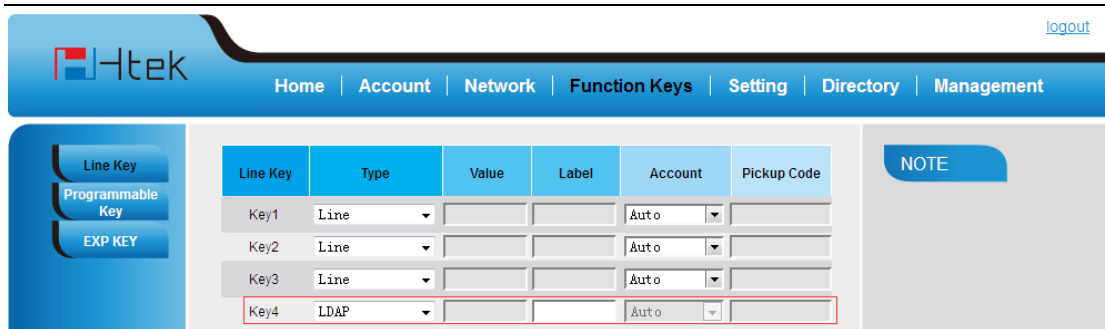 logout
Htek
Home | Account | Network | Function Keys | Setting | Directory | Management
Line Key
Programmable
Key
EXP KEY
Line Key Type Value Label Account Pickup Code
Key1 Line Auto
Key2 Line Auto
Key3 Line Auto
Key4 LDAP Auto
NOTE